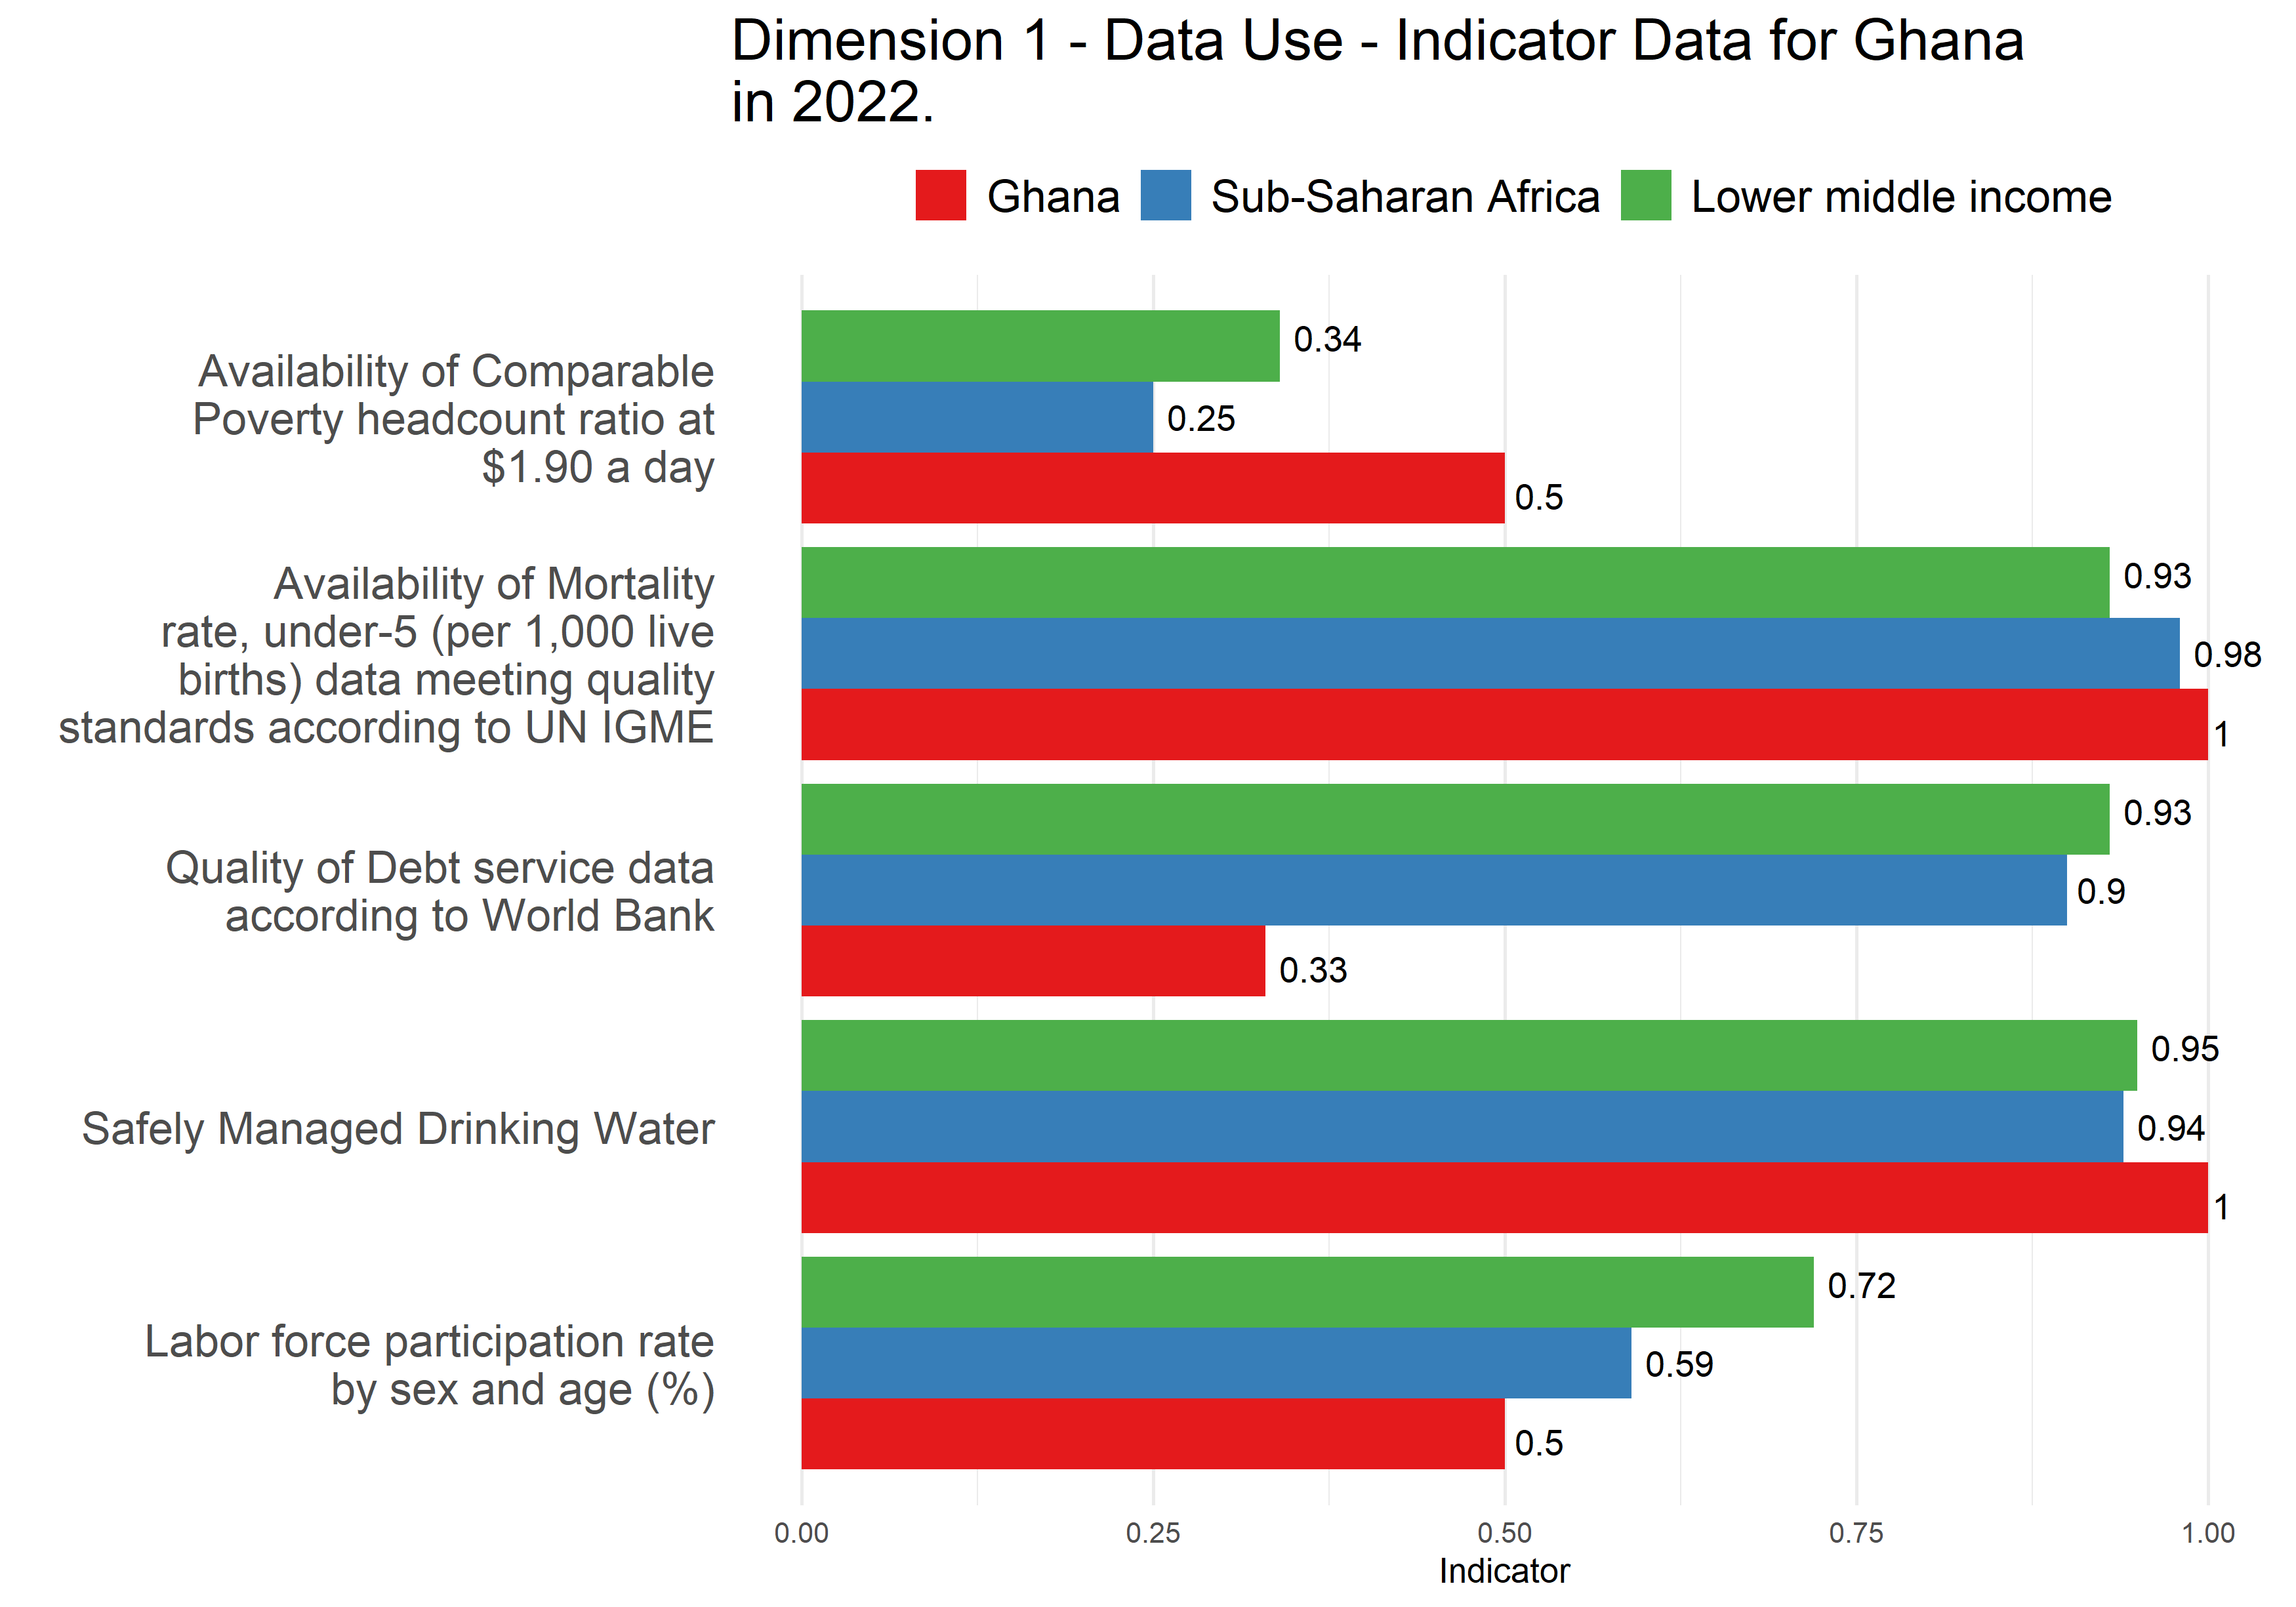 Dimension 1 - Data Use - Indicator Data for Ghana
in 2022.
Ghana Sub-Saharan Africa Lower middle income
Availability of Comparable
Poverty headcount ratio at
$1.90 a day
0.34
0.25
0.5
Availability of Mortality
rate, under-5 (per 1,000 live
births) data meeting quality
standards according to UN IGME
0.93
0.98
1
Quality of Debt service data
according to World Bank
0.93
0.9
0.33
Safely Managed Drinking Water
0.95
0.94
1
Labor force participation rate
by sex and age (%)
0.72
0.59
0.5
0.00 0.25 0.50 0.75 1.00
Indicator